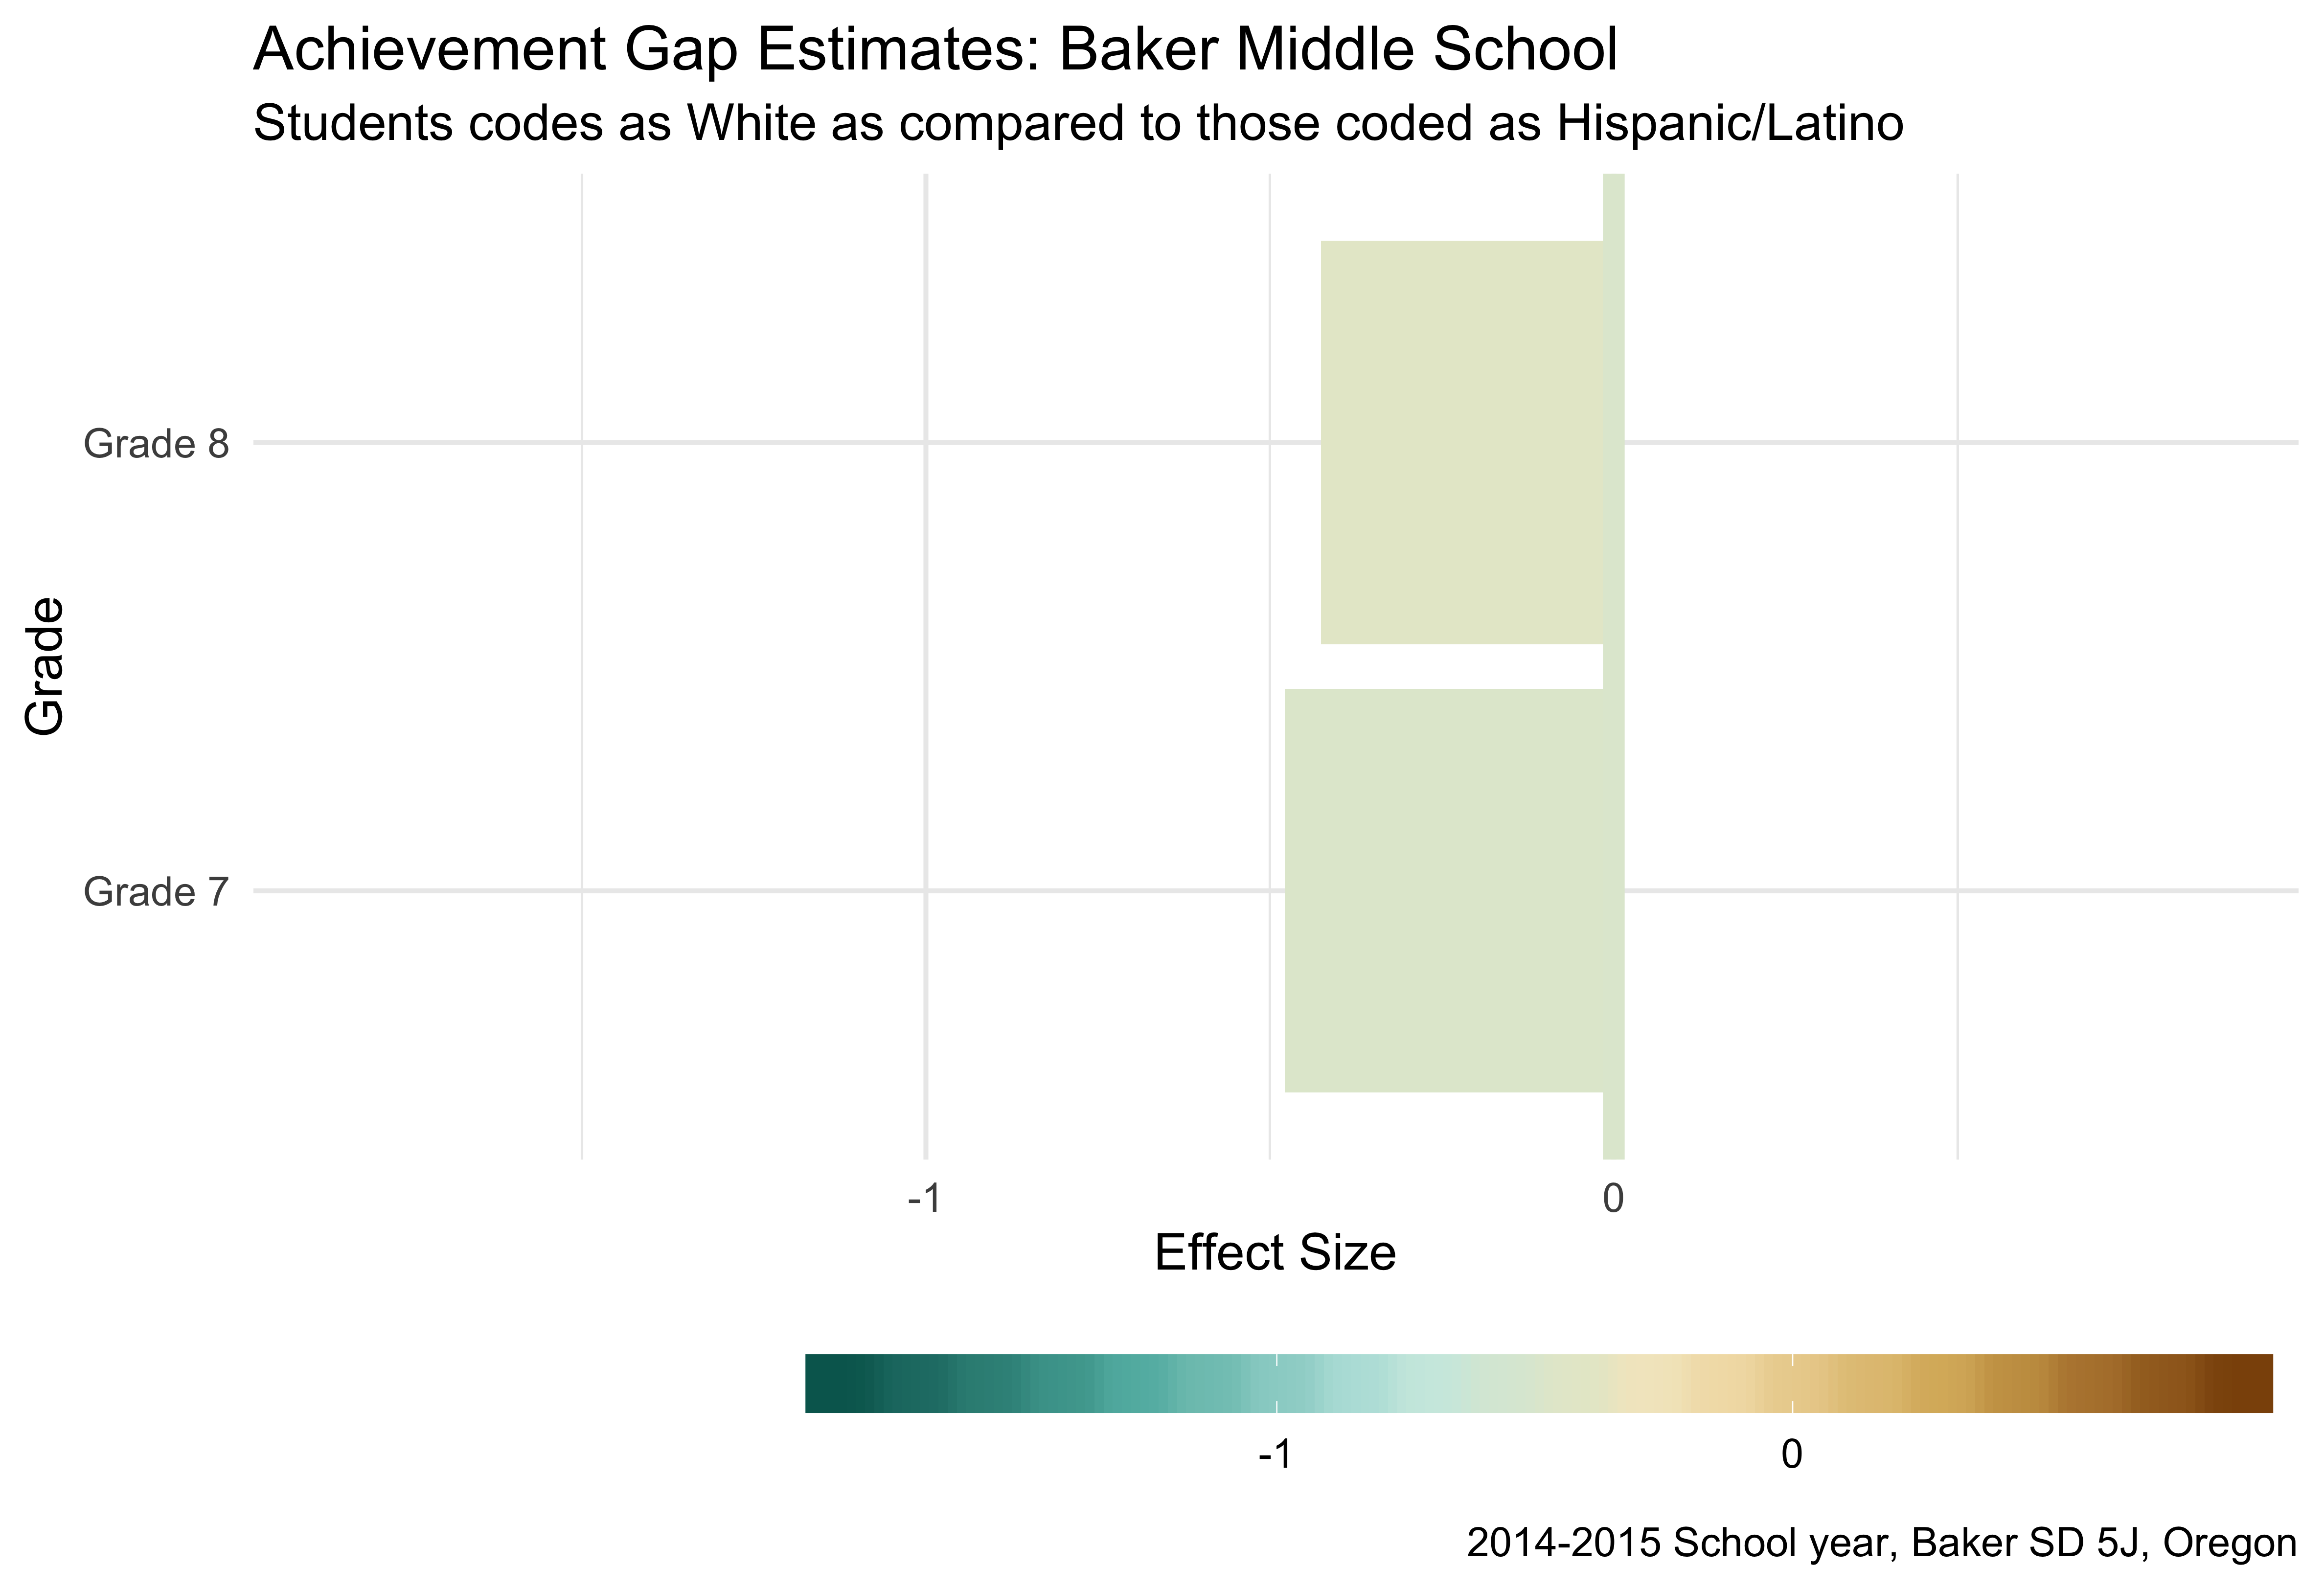 Achievement Gap Estimates: Baker Middle School
Students codes as White as compared to those coded as Hispanic/Latino
Grade
Grade 8
Grade 7
-1 0
Effect Size
-1 0
2014-2015 School year, Baker SD 5J, Oregon